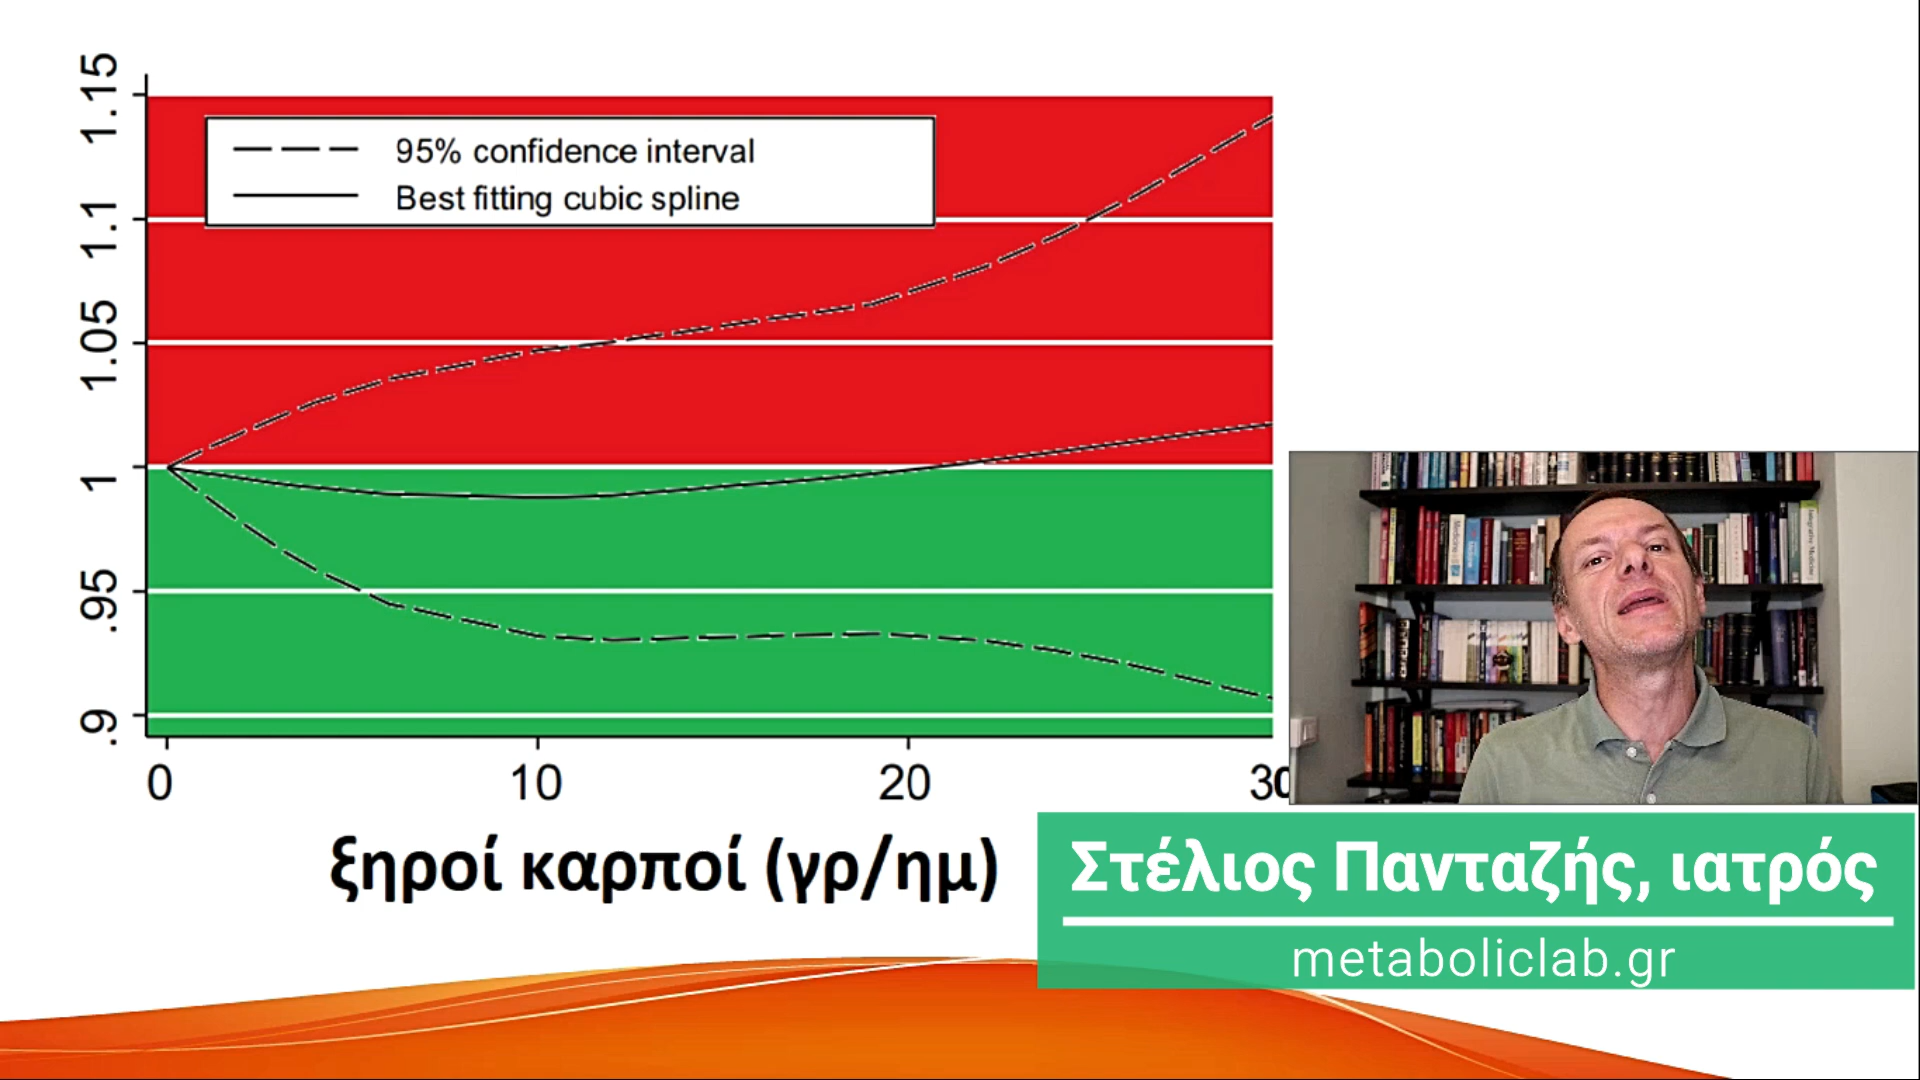 1.15
1.1
1.05
1
.95
.9
95% confidence interval
Best fitting cubic spline
0
10
20
30
ξηροί καρποί (γρ/ημ)
Στέλιος Πανταζής, ιατρός
metaboliclab.gr